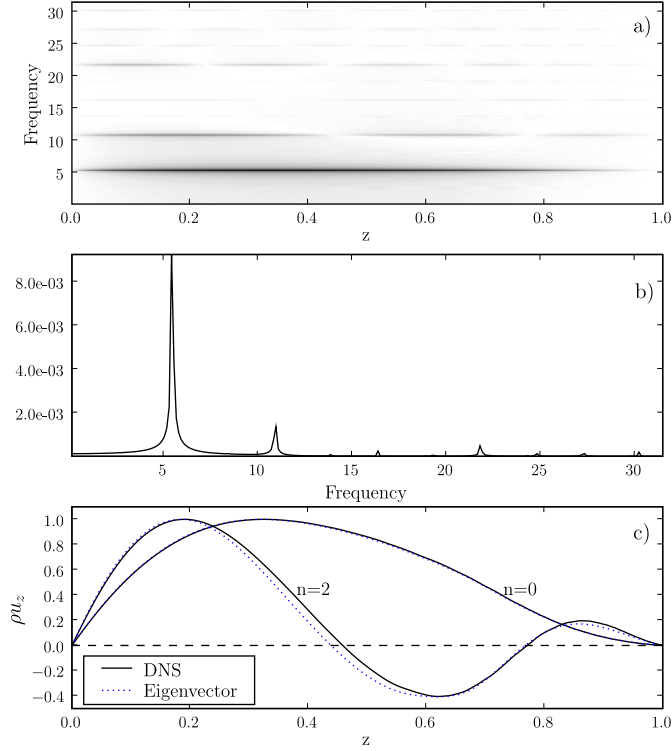 30
25
20
15
10
5
Frequency
a)
0.0 0.2 0.4 0.6 0.8 1.0
z
8.0e-03
6.0e-03
4.0e-03
2.0e-03
b)
5 10 15 20 25 30
Frequency
1.0
0.8
0.6
0.4
0.2
0.0
−0.2
−0.4
ρu_z
c)
n=2
n=0
DNS
Eigenvector
0.0 0.2 0.4 0.6 0.8 1.0
z